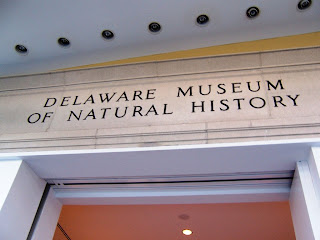 DELAWARE MUSEUM
OF NATURAL HISTORY